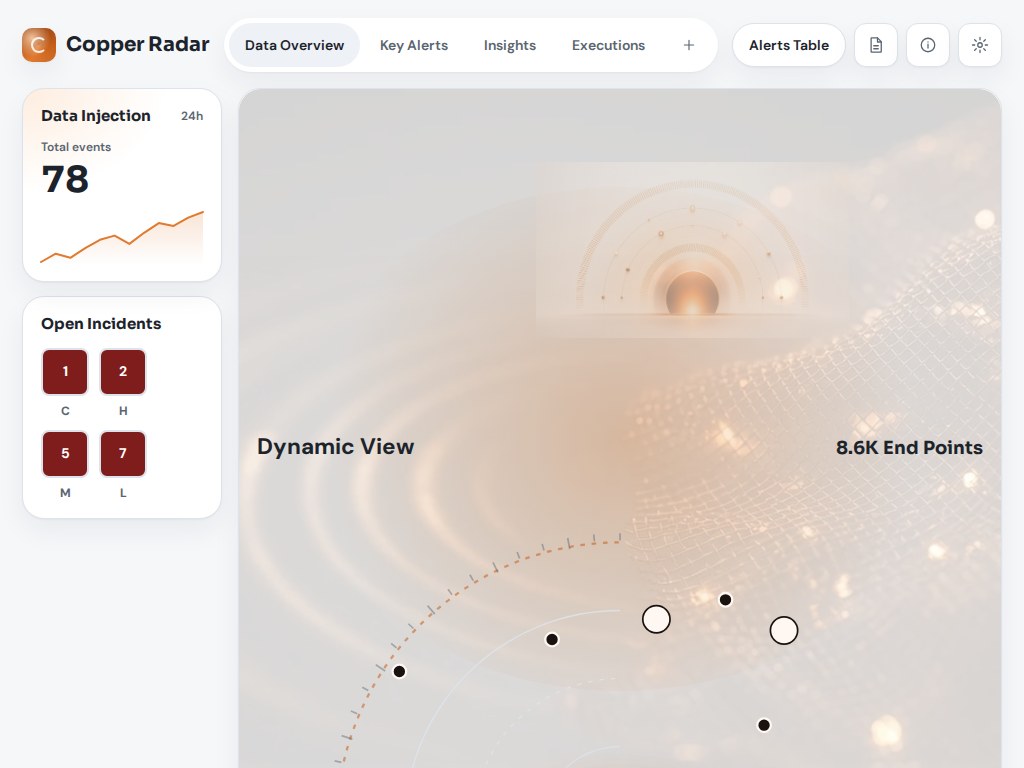 Copper Radar
Data Overview
Key Alerts
Insights
Executions
Alerts Table
Data Injection
24h
Total events
78
Open Incidents
1
2
C
H
5
7
M
L
Dynamic View
8.6K End Points